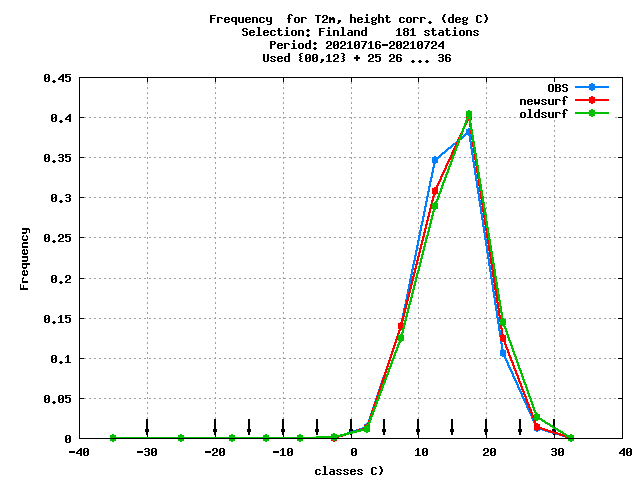 Frequency  for T2m, height corr. (deg C)
Selection: Finland    181 stations
Period: 20210716-20210724
Used {00,12} + 25 26 ... 36
0.45
0.4
0.35
0.3
0.25
0.2
0.15
0.1
0.05
0
Frequency
OBS
newsurf
oldsurf
-40 -30 -20 -10 0 10 20 30 40
classes C)